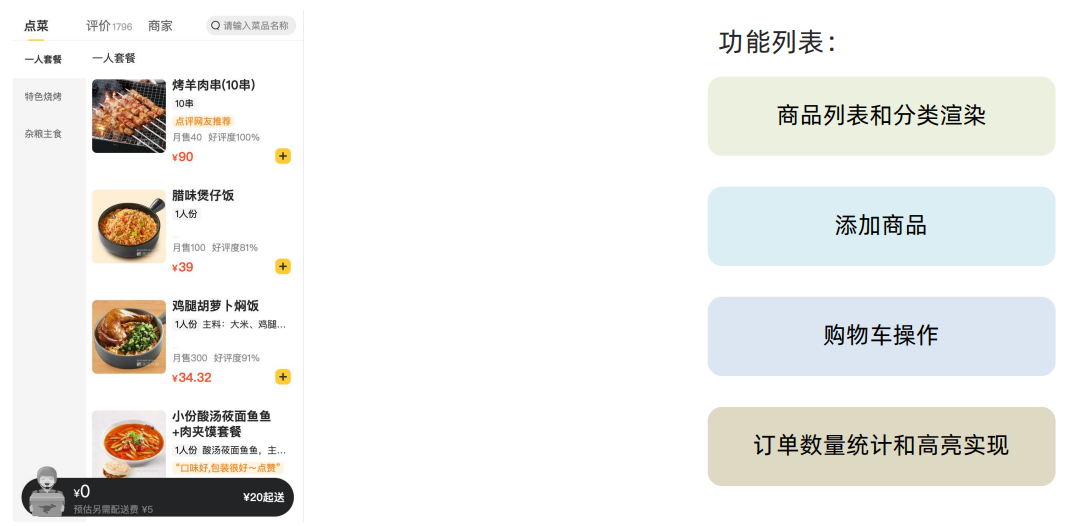 点菜 评价1796 商家 请输入菜品名称
一人套餐
特色烧烤
杂粮主食
一人套餐
烤羊肉串(10串)
10串
点评网友推荐
月售40 好评度100%
¥90
腊味煲仔饭
1人份
月售100 好评度81%
¥39
鸡腿胡萝卜焖饭
1人份 主料：大米、鸡腿...
月售300 好评度91%
¥34.32
小份酸汤莜面鱼鱼
+肉夹馍套餐
1人份 酸汤莜面鱼鱼，主...
“口味好,包装很好～点赞”
¥0
预估另需配送费 ¥5
¥20起送
功能列表：
商品列表和分类渲染
添加商品
购物车操作
订单数量统计和高亮实现